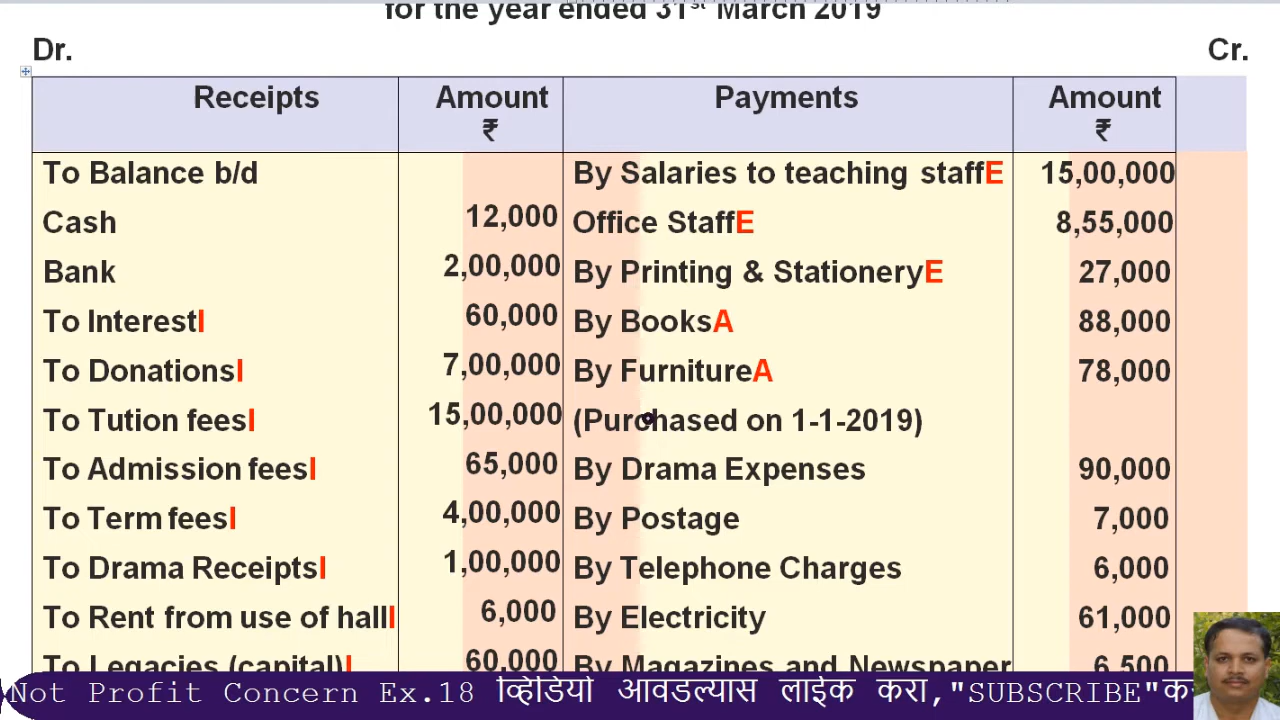 for the year ended 31st March 2019
Dr. Cr.
Receipts Amount ₹ Payments Amount ₹
To Balance b/d By Salaries to teaching staffE 15,00,000
Cash 12,000 Office StaffE 8,55,000
Bank 2,00,000 By Printing & StationeryE 27,000
To InterestI 60,000 By BooksA 88,000
To DonationsI 7,00,000 By FurnitureA 78,000
To Tution feesI 15,00,000 (Purchased on 1-1-2019)
To Admission feesI 65,000 By Drama Expenses 90,000
To Term feesI 4,00,000 By Postage 7,000
To Drama ReceiptsI 1,00,000 By Telephone Charges 6,000
To Rent from use of hallI 6,000 By Electricity 61,000
To Legacies (capital)I 60,000 By Magazines and Newspaper 6,500
Not Profit Concern Ex.18 व्हिडियो आवडल्यास लाईक करा,"SUBSCRIBE"क